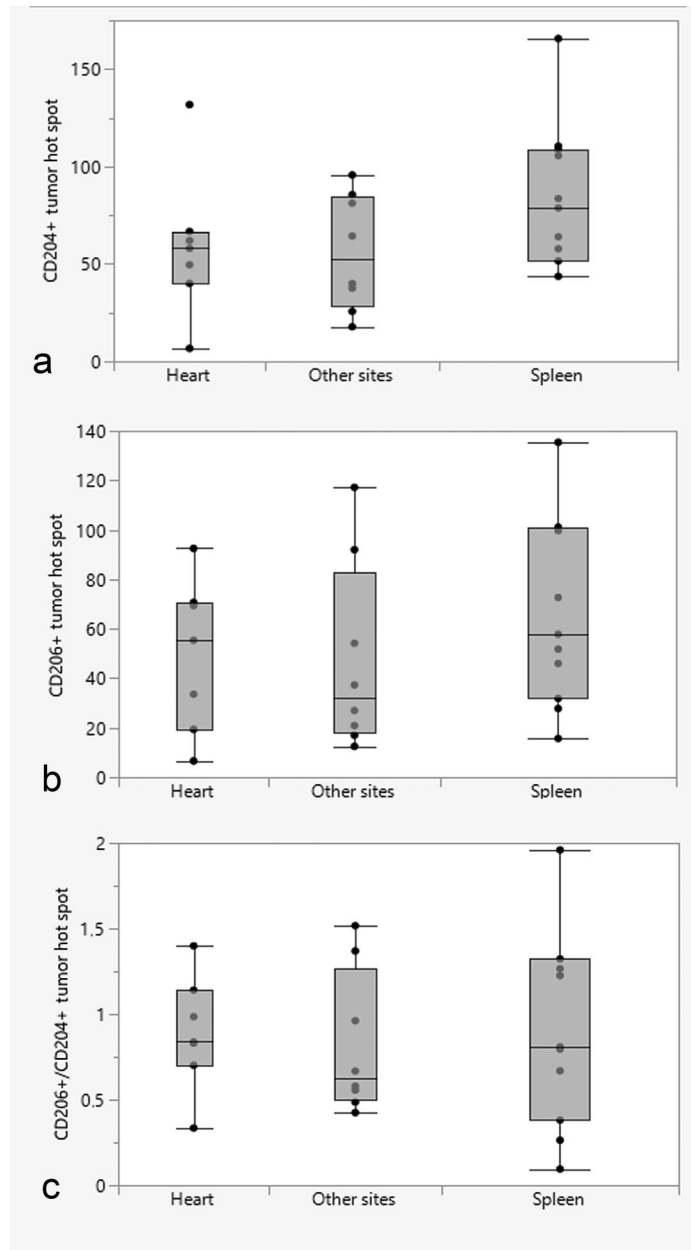 CD204+ tumor hot spot
150
100
50
0
Heart Other sites Spleen
a
CD206+ tumor hot spot
140
120
100
80
60
40
20
0
Heart Other sites Spleen
b
CD206+/CD204+ tumor hot spot
2
1.5
1
0.5
0
Heart Other sites Spleen
c